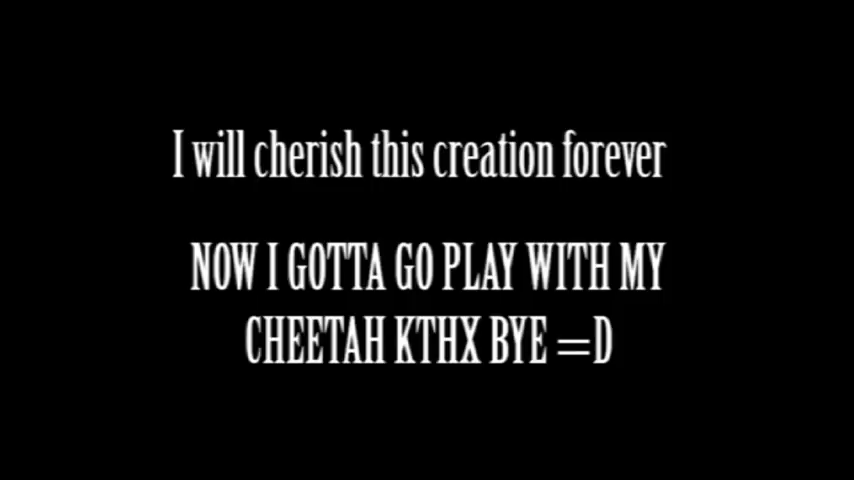 I will cherish this creation forever
NOW I GOTTA GO PLAY WITH MY
CHEETAH KTHX BYE =D